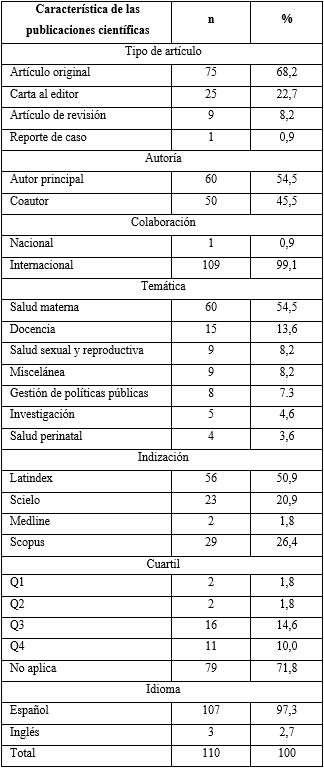 Característica de las publicaciones científicas n %
Tipo de artículo
Artículo original 75 68,2
Carta al editor 25 22,7
Artículo de revisión 9 8,2
Reporte de caso 1 0,9
Autoría
Autor principal 60 54,5
Coautor 50 45,5
Colaboración
Nacional 1 0,9
Internacional 109 99,1
Temática
Salud materna 60 54,5
Docencia 15 13,6
Salud sexual y reproductiva 9 8,2
Miscelánea 9 8,2
Gestión de políticas públicas 8 7.3
Investigación 5 4,6
Salud perinatal 4 3,6
Indización
Latindex 56 50,9
Scielo 23 20,9
Medline 2 1,8
Scopus 29 26,4
Cuartil
Q1 2 1,8
Q2 2 1,8
Q3 16 14,6
Q4 11 10,0
No aplica 79 71,8
Idioma
Español 107 97,3
Inglés 3 2,7
Total 110 100